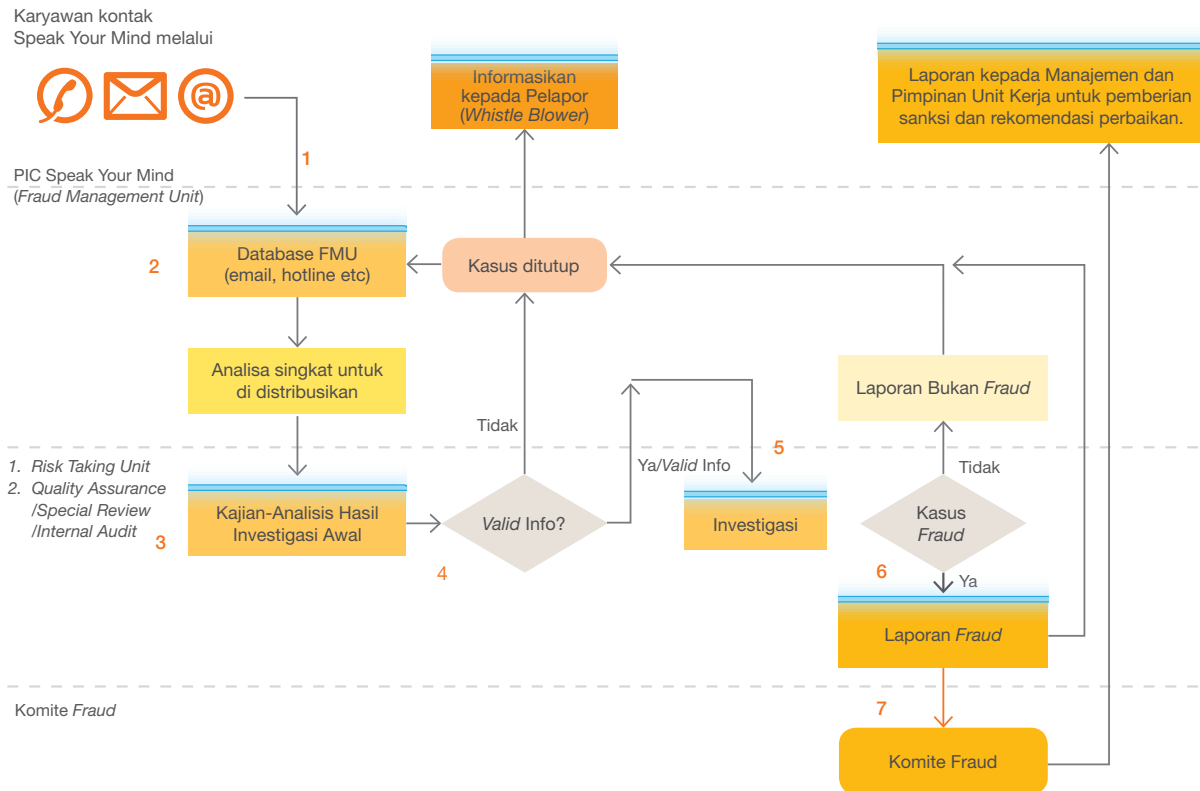 Karyawan kontak
Speak Your Mind melalui
@
1
Informasikan
kepada Pelapor
(Whistle Blower)
Laporan kepada Manajemen dan
Pimpinan Unit Kerja untuk pemberian
sanksi dan rekomendasi perbaikan.
PIC Speak Your Mind
(Fraud Management Unit)
2
Database FMU
(email, hotline etc)
Kasus ditutup
Analisa singkat untuk
di distribusikan
Laporan Bukan Fraud
Tidak
1. Risk Taking Unit
2. Quality Assurance
/Special Review
/Internal Audit
3
Kajian-Analisis Hasil
Investigasi Awal
4
Valid Info?
Ya/Valid Info
5
Investigasi
Tidak
Kasus
Fraud
6
Ya
Laporan Fraud
Komite Fraud
7
Komite Fraud